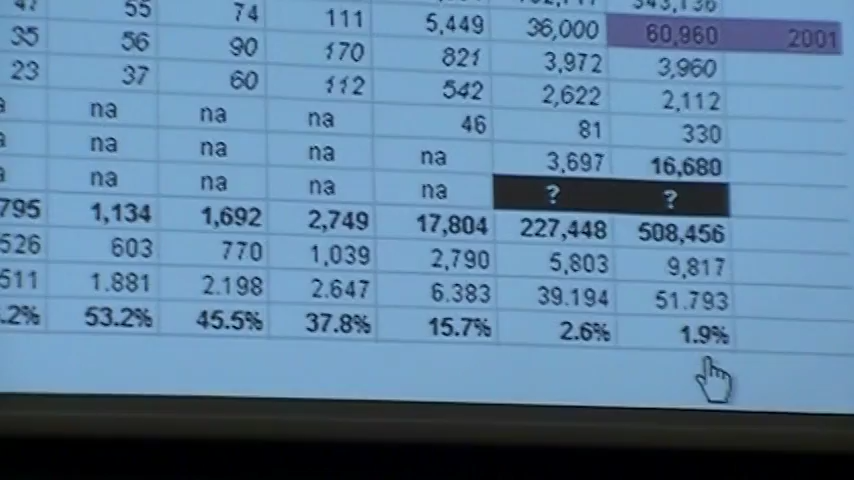 55 74 111 5,449 36,000 60,960 2001
35 56 90 170 821 3,972 3,960
23 37 60 112 542 2,622 2,112
na na na 46 81 330
na na na na 3,697 16,680
na na na na ? ?
795 1,134 1,692 2,749 17,804 227,448 508,456
526 603 770 1,039 2,790 5,803 9,817
511 1.881 2.198 2.647 6.383 39.194 51.793
.2% 53.2% 45.5% 37.8% 15.7% 2.6% 1.9%